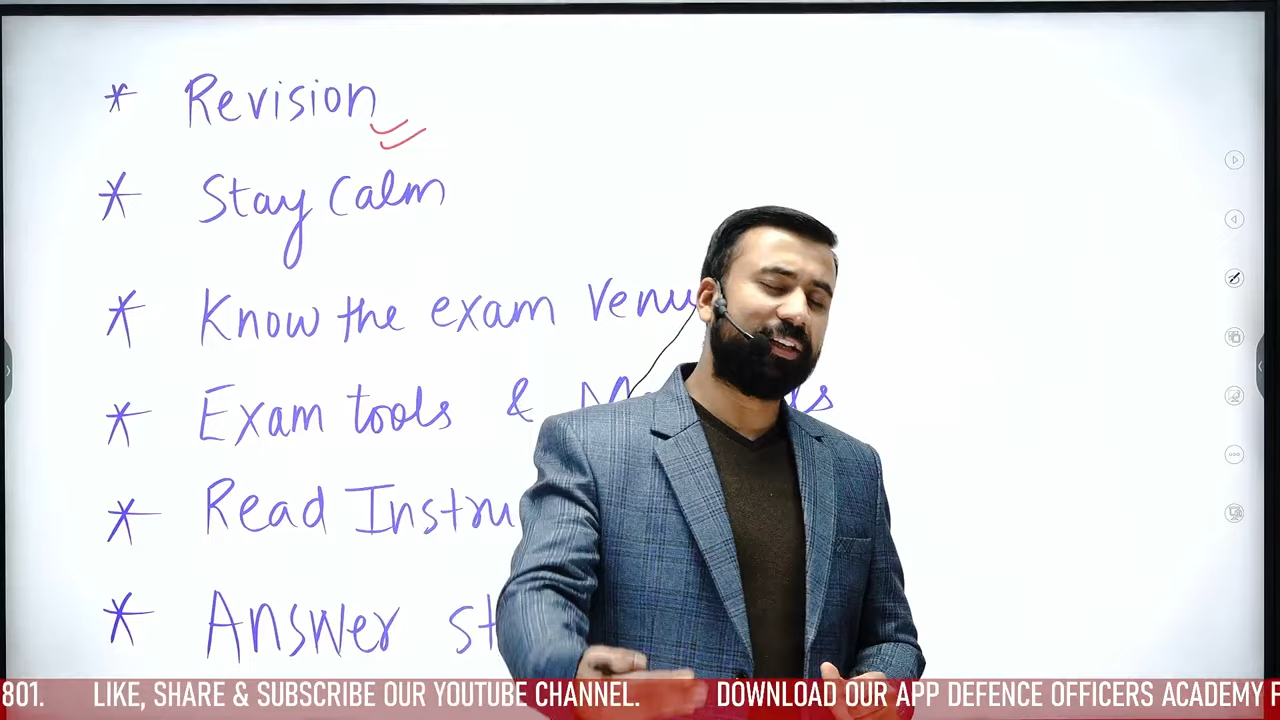 * Revision
* Stay Calm
* Know the exam Venu
* Exam tools &
* Read Instru
* Answer st
801. LIKE, SHARE & SUBSCRIBE OUR YOUTUBE CHANNEL. DOWNLOAD OUR APP DEFENCE OFFICERS ACADEMY F